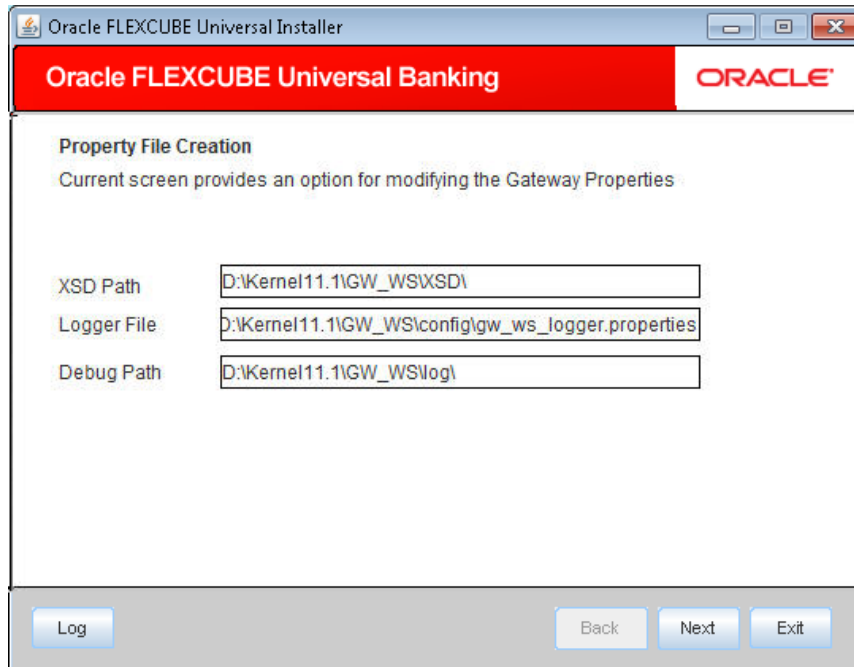 Oracle FLEXCUBE Universal Installer
Oracle FLEXCUBE Universal Banking
ORACLE
Property File Creation
Current screen provides an option for modifying the Gateway Properties
XSD Path D:\Kernel11.1\GW_WS\XSD\
Logger File D:\Kernel11.1\GW_WS\config\gw_ws_logger.properties
Debug Path D:\Kernel11.1\GW_WS\log\
Log Back Next Exit